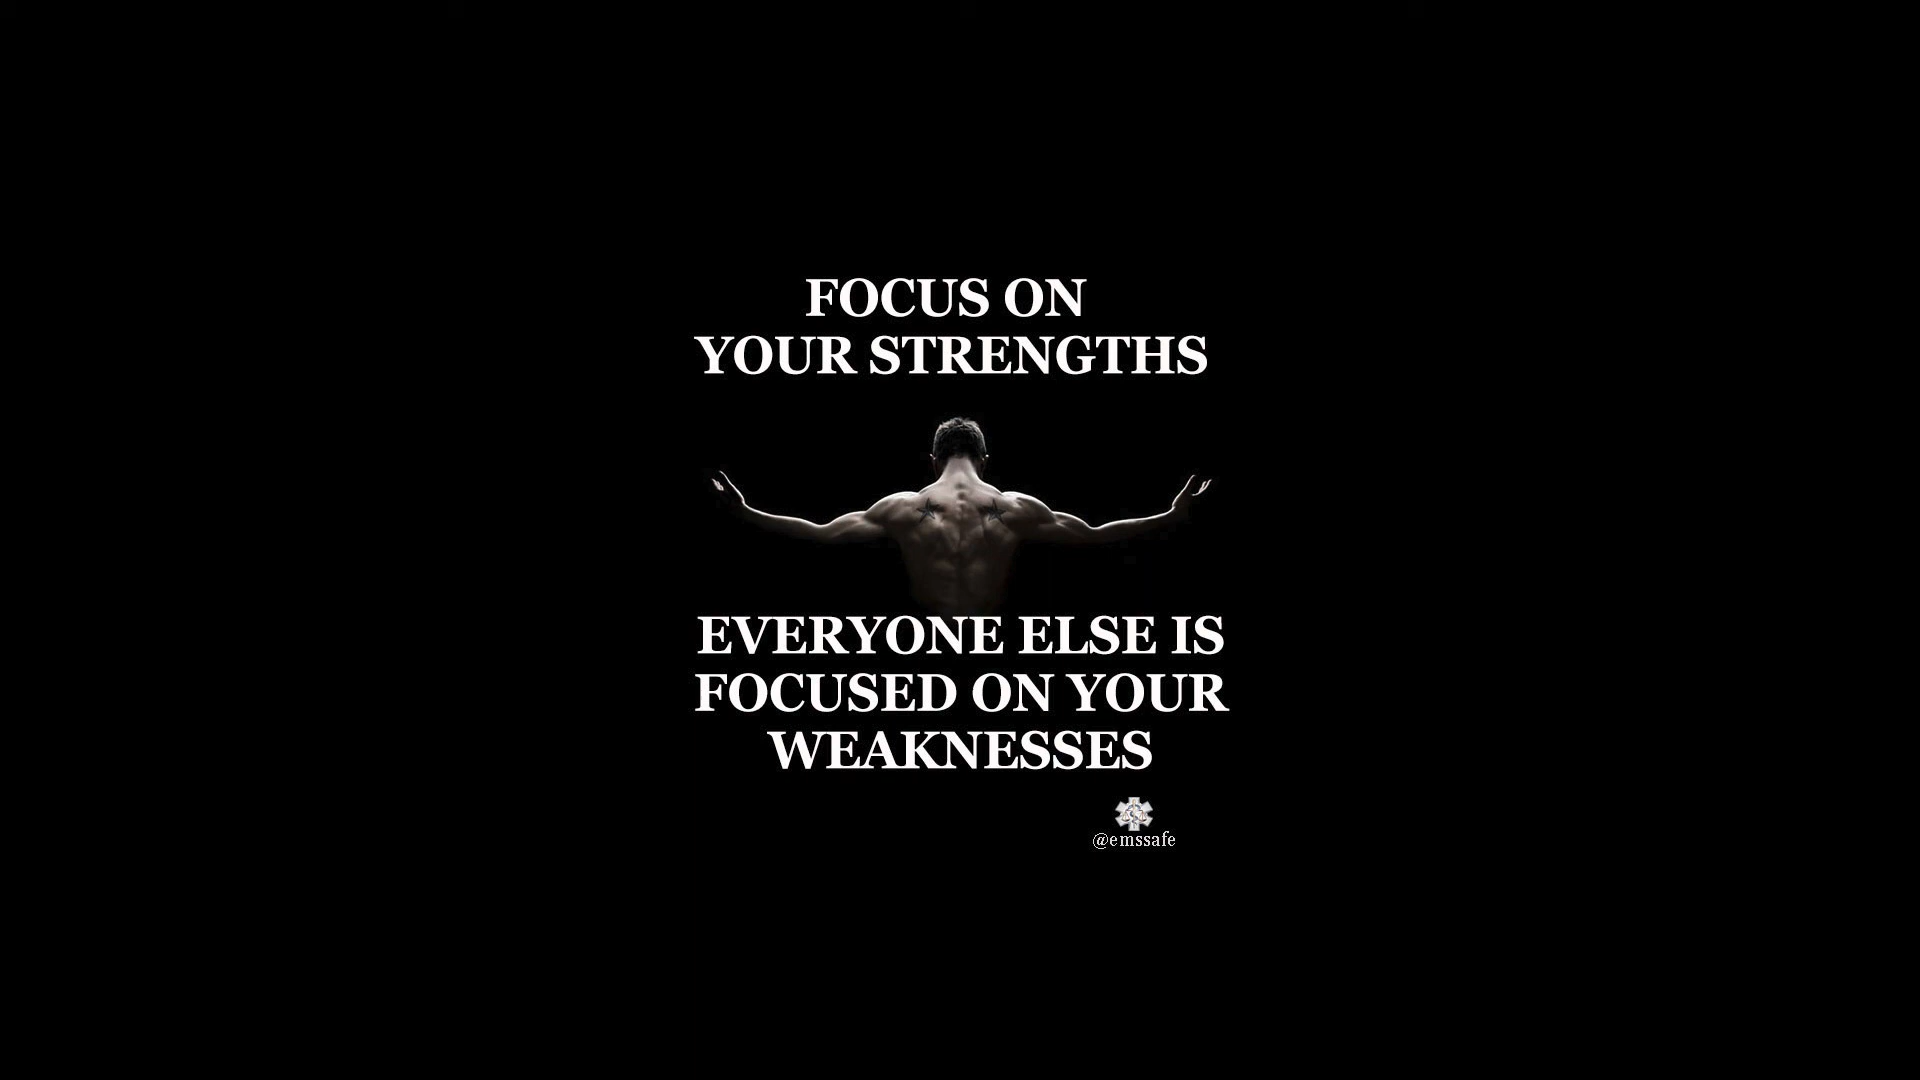 FOCUS ON
YOUR STRENGTHS
EVERYONE ELSE IS
FOCUSED ON YOUR
WEAKNESSES
@emssafe